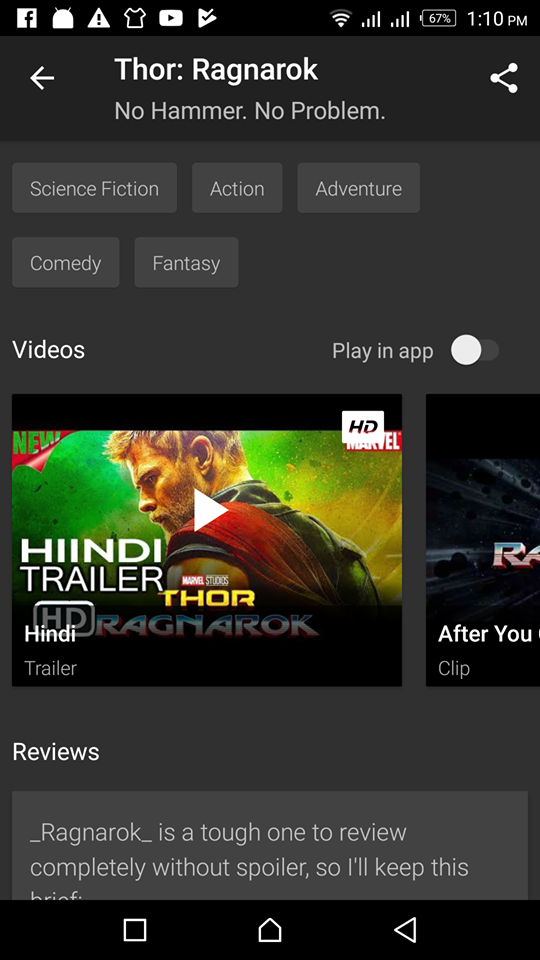 67% 1:10 PM
Thor: Ragnarok
No Hammer. No Problem.
Science Fiction Action Adventure
Comedy Fantasy
Videos
Play in app
HD
NEW
MARVEL
HIINDI
TRAILER
MARVEL STUDIOS
THOR
HD RAGNAROK
Hindi
Trailer
RA
After You
Clip
Reviews
_Ragnarok_ is a tough one to review
completely without spoiler, so I'll keep this
brief: